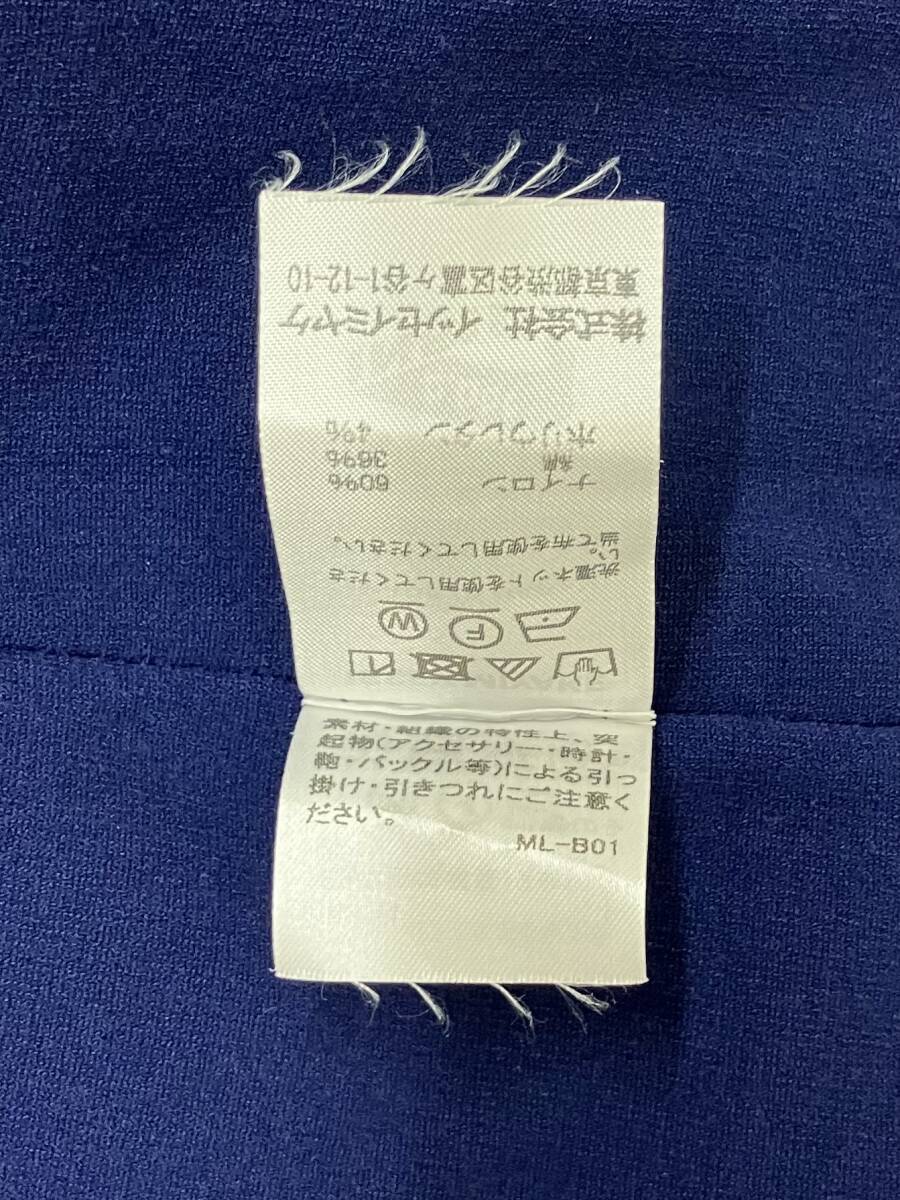 F W
洗濯ネットを使用してくださ
い。
当て布を使用してください。
ナイロン 60%
36%
ポリウレタン 4%
株式会社 イッセイミヤケ
東京都渋谷区富ケ谷1-12-10
素材・組織の特性上、突
起物(アクセサリー・時計・
鞄・バックル等)による引っ
掛け・引きつれにご注意く
ださい。
ML-B01